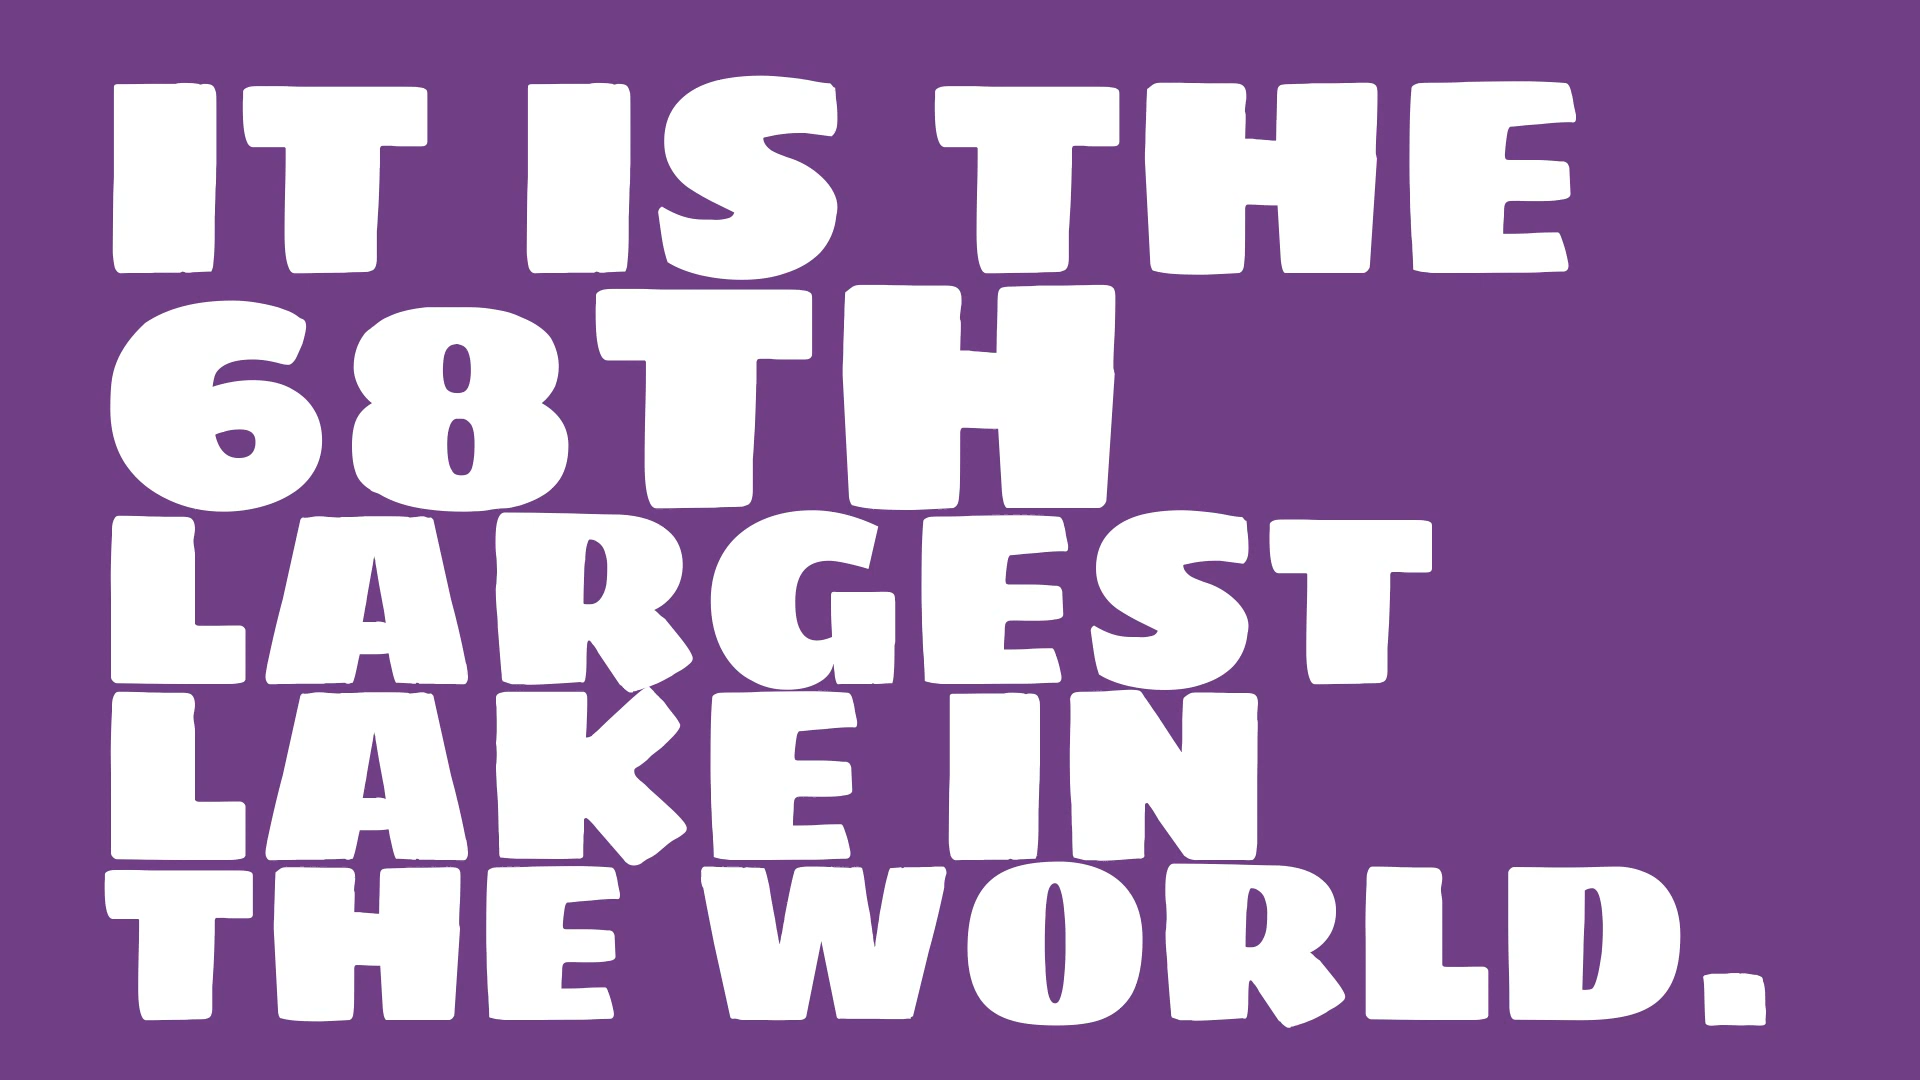 IT IS THE
68TH
LARGEST
LAKE IN
THE WORLD.